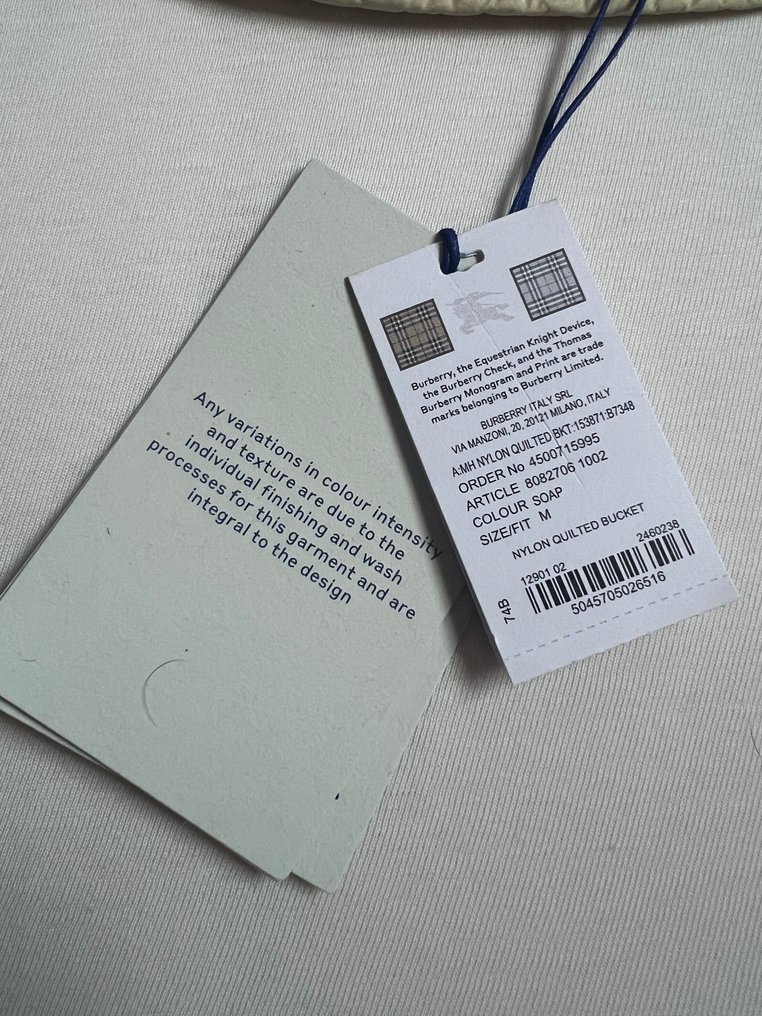 Any variations in colour intensity
and texture are due to the
individual finishing and wash
processes for this garment and are
integral to the design
Burberry, the Equestrian Knight Device,
the Burberry Check, and the Thomas
Burberry Monogram and Print are trade
marks belonging to Burberry Limited.
BURBERRY ITALY SRL
VIA MANZONI, 20, 20121 MILANO, ITALY
A:MH NYLON QUILTED BKT:153871:B7348
ORDER No 4500715995
ARTICLE 8082706 1002
COLOUR SOAP
SIZE/FIT M
NYLON QUILTED BUCKET
12901 02 2460238
74B
5045705026516